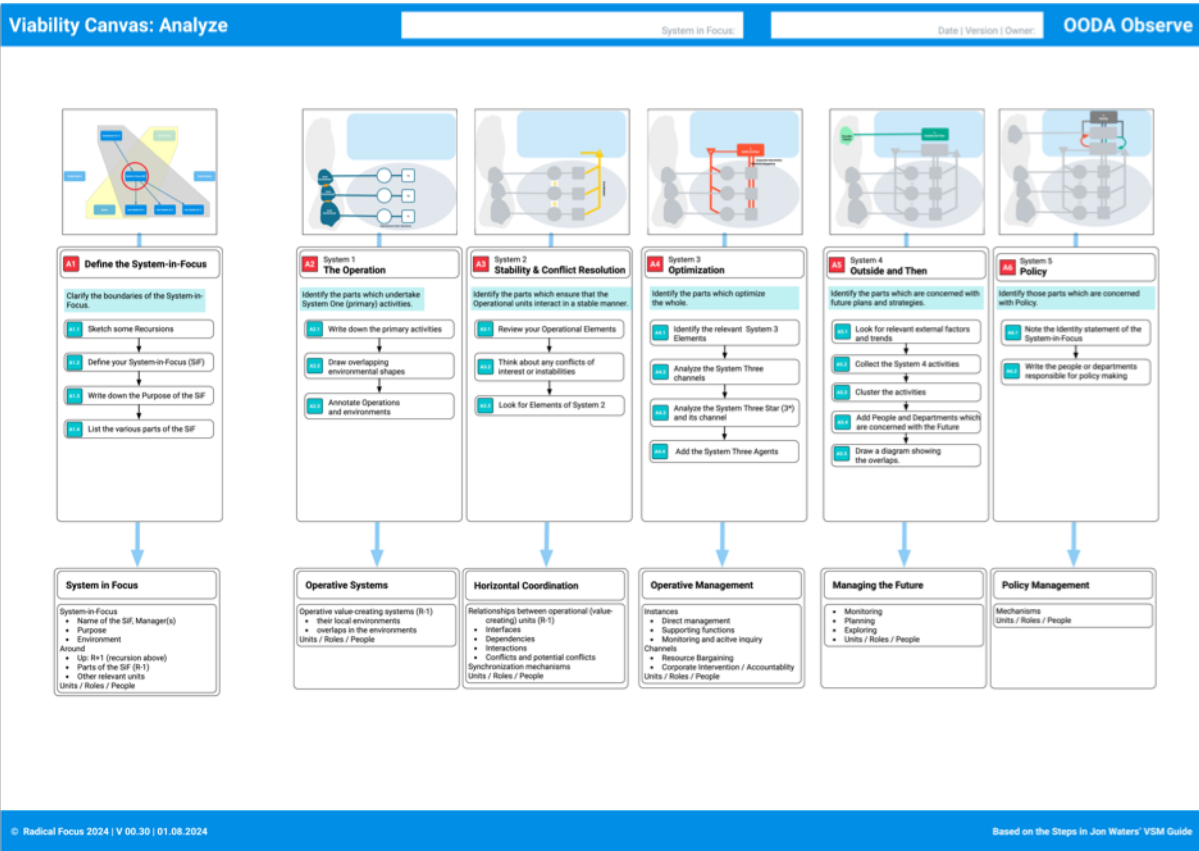 Viability Canvas: Analyze
System in Focus:
Date | Version | Owner:
OODA Observe
A1
Define the System-in-Focus
Clarify the boundaries of the System-in-
Focus.
A1.1 Sketch some Recursions
A1.2 Define your System-in-Focus (SiF)
A1.3 Write down the Purpose of the SiF
A1.4 List the various parts of the SiF
A2
System 1
The Operation
Identify the parts which undertake
System One (primary) activities.
A2.1 Write down the primary activities
A2.2 Draw overlapping
environmental shapes
A2.3 Annotate Operations
and environments
A3
System 2
Stability & Conflict Resolution
Identify the parts which ensure that the
Operational units interact in a stable manner.
A3.1 Review your Operational Elements
A3.2 Think about any conflicts of
interest or instabilities
A3.3 Look for Elements of System 2
A4
System 3
Optimization
Identify the parts which optimize
the whole.
A4.1 Identify the relevant System 3
Elements
A4.2 Analyze the System Three
channels
A4.3 Analyze the System Three Star (3*)
and its channel
A4.4 Add the System Three Agents
A5
System 4
Outside and Then
Identify the parts which are concerned with
future plans and strategies.
A5.1 Look for relevant external factors
and trends
A5.2 Collect the System 4 activities
A5.3 Cluster the activities
A5.4 Add People and Departments which
are concerned with the Future
A5.5 Draw a diagram showing
the overlaps.
A6
System 5
Policy
Identify those parts which are concerned
with Policy.
A6.1 Note the Identity statement of the
System-in-Focus
A6.2 Write the people or departments
responsible for policy making
System in Focus
System-in-Focus
• Name of the SiF, Manager(s)
• Purpose
• Environment
Around
• Up: R+1 (recursion above)
• Parts of the SiF (R-1)
• Other relevant units
Units / Roles / People
Operative Systems
Operative value-creating systems (R-1)
• their local environments
• overlaps in the environments
Units / Roles / People
Horizontal Coordination
Relationships between operational (value-
creating) units (R-1)
• Interfaces
• Dependencies
• Interactions
• Conflicts and potential conflicts
Synchronization mechanisms
Units / Roles / People
Operative Management
Instances
• Direct management
• Supporting functions
• Monitoring and acitve inquiry
Channels
• Resource Bargaining
• Corporate Intervention / Accountablity
Units / Roles / People
Managing the Future
• Monitoring
• Planning
• Exploring
• Units / Roles / People
Policy Management
Mechanisms
Units / Roles / People
© Radical Focus 2024 | V 00.30 | 01.08.2024
Based on the Steps in Jon Waters' VSM Guide